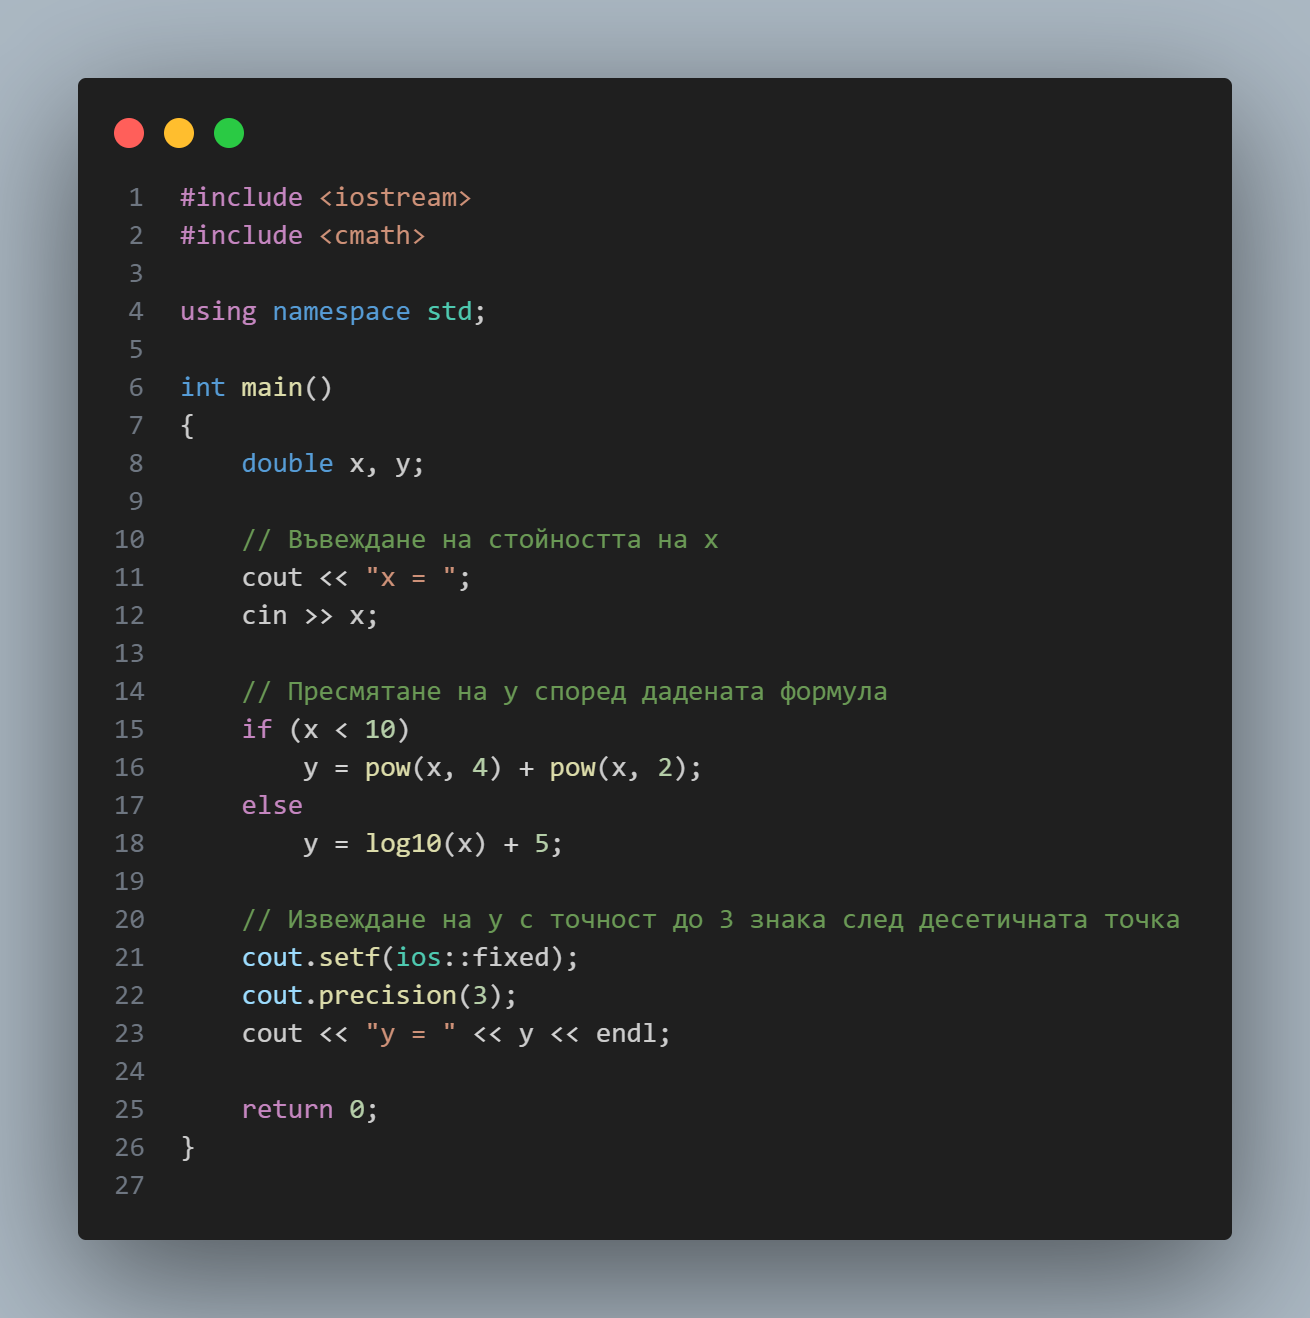 1 #include <iostream>
2 #include <cmath>
3
4 using namespace std;
5
6 int main()
7 {
8     double x, y;
9
10     // Въвеждане на стойността на x
11     cout << "x = ";
12     cin >> x;
13
14     // Пресмятане на y според дадената формула
15     if (x < 10)
16         y = pow(x, 4) + pow(x, 2);
17     else
18         y = log10(x) + 5;
19
20     // Извеждане на y с точност до 3 знака след десетичната точка
21     cout.setf(ios::fixed);
22     cout.precision(3);
23     cout << "y = " << y << endl;
24
25     return 0;
26 }
27